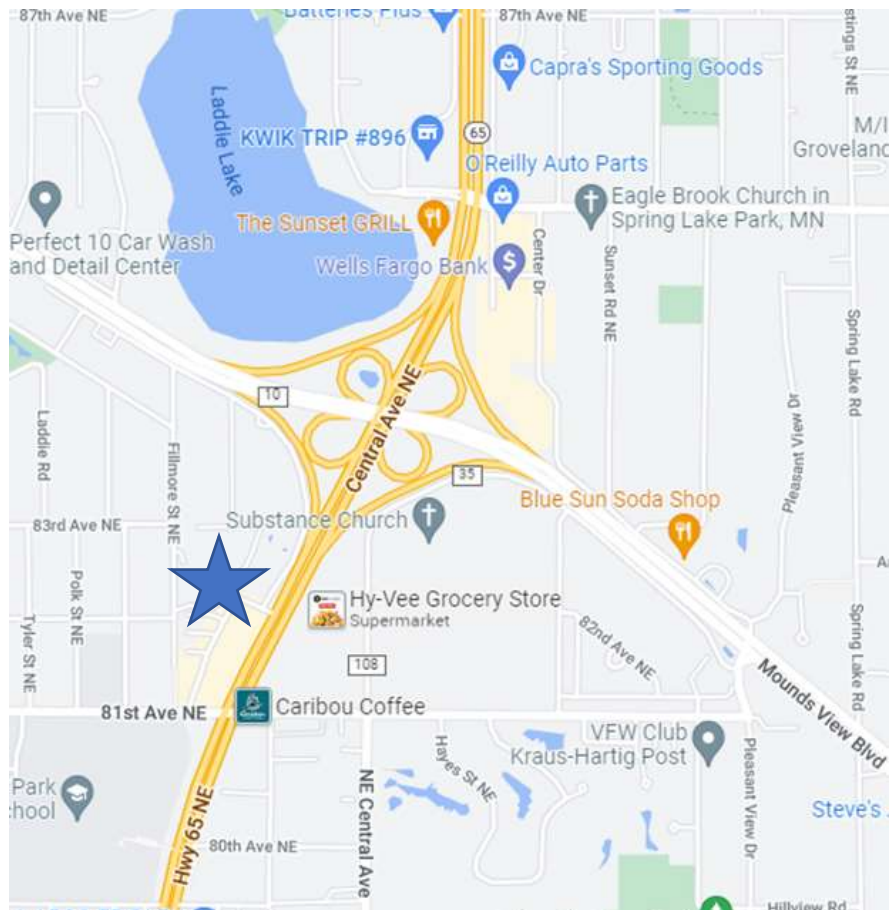 87th Ave NE
Batteries Plus
87th Ave NE
Capra's Sporting Goods
Laddie Lake
KWIK TRIP #896
65
O'Reilly Auto Parts
Eagle Brook Church in
Spring Lake Park, MN
The Sunset GRILL
Wells Fargo Bank
Center Dr
Sunset Rd NE
Perfect 10 Car Wash
and Detail Center
Spring Lake Rd
Pleasant View Dr
10
Central Ave NE
Laddie Rd
Fillmore St NE
35
Blue Sun Soda Shop
83rd Ave NE
Substance Church
Polk St NE
Tyler St NE
Hy-Vee Grocery Store
Supermarket
82nd Ave NE
Spring Lake Rd
108
81st Ave NE
Caribou Coffee
Mounds View Blvd
VFW Club
Kraus-Hartig Post
Hayes St NE
Pleasant View Dr
Park
Hwy 65 NE
NE Central Ave
80th Ave NE
Steve's
Hillview Rd